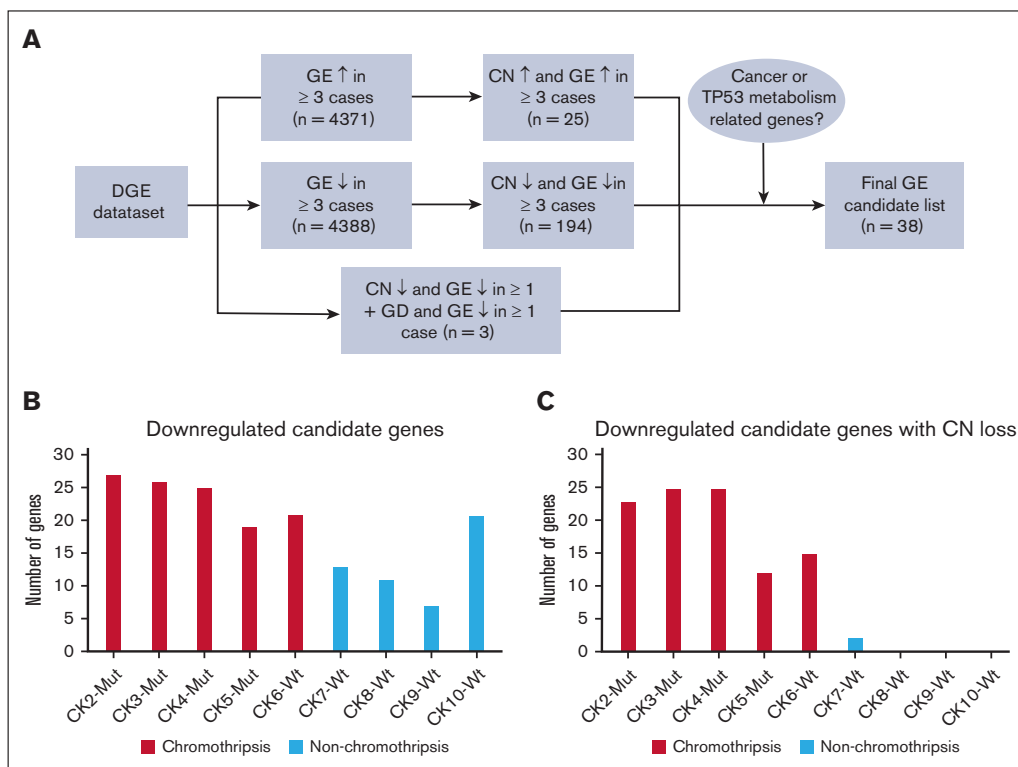 A
GE ↑ in
≥ 3 cases
(n = 4371)
CN ↑ and GE ↑ in
≥ 3 cases
(n = 25)
Cancer or
TP53 metabolism
related genes?
DGE
datataset
GE ↓ in
≥ 3 cases
(n = 4388)
CN ↓ and GE ↓in
≥ 3 cases
(n = 194)
Final GE
candidate list
(n = 38)
CN ↓ and GE ↓ in ≥ 1
+ GD and GE ↓ in ≥ 1
case (n = 3)
B
Downregulated candidate genes
Number of genes
30
25
20
15
10
5
0
CK2-Mut
CK3-Mut
CK4-Mut
CK5-Mut
CK6-Wt
CK7-Wt
CK8-Wt
CK9-Wt
CK10-Wt
Chromothripsis
Non-chromothripsis
C
Downregulated candidate genes with CN loss
Number of genes
30
25
20
15
10
5
0
CK2-Mut
CK3-Mut
CK4-Mut
CK5-Mut
CK6-Wt
CK7-Wt
CK8-Wt
CK9-Wt
CK10-Wt
Chromothripsis
Non-chromothripsis